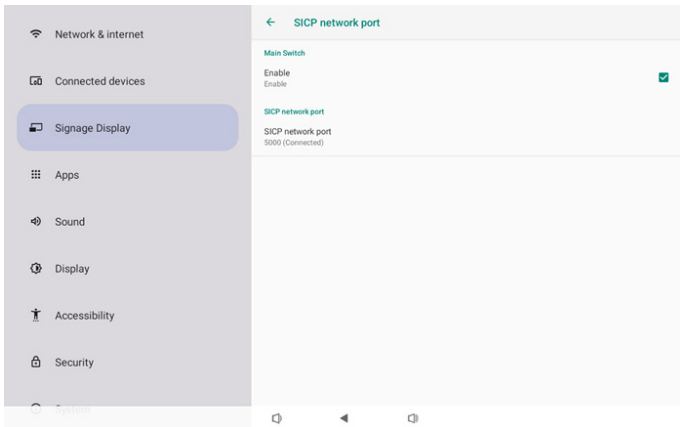 Network & internet
Connected devices
Signage Display
Apps
Sound
Display
Accessibility
Security
System
SICP network port
Main Switch
Enable
Enable
SICP network port
SICP network port
5000 (Connected)